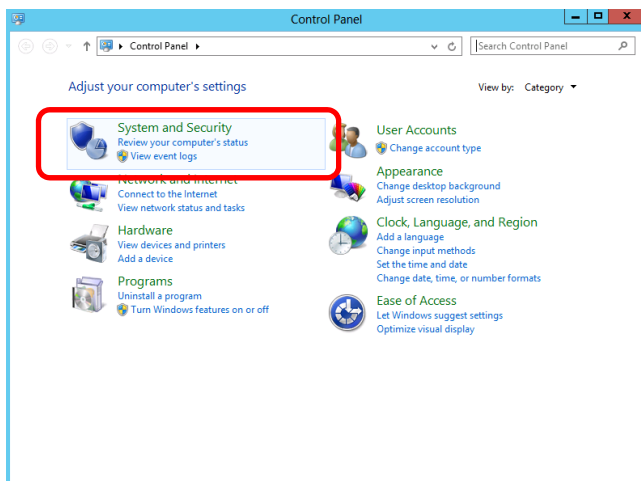 Control Panel
Control Panel
Search Control Panel
Adjust your computer's settings
View by: Category
System and Security
Review your computer's status
View event logs
Network and Internet
Connect to the Internet
View network status and tasks
Hardware
View devices and printers
Add a device
Programs
Uninstall a program
Turn Windows features on or off
User Accounts
Change account type
Appearance
Change desktop background
Adjust screen resolution
Clock, Language, and Region
Add a language
Change input methods
Set the time and date
Change date, time, or number formats
Ease of Access
Let Windows suggest settings
Optimize visual display